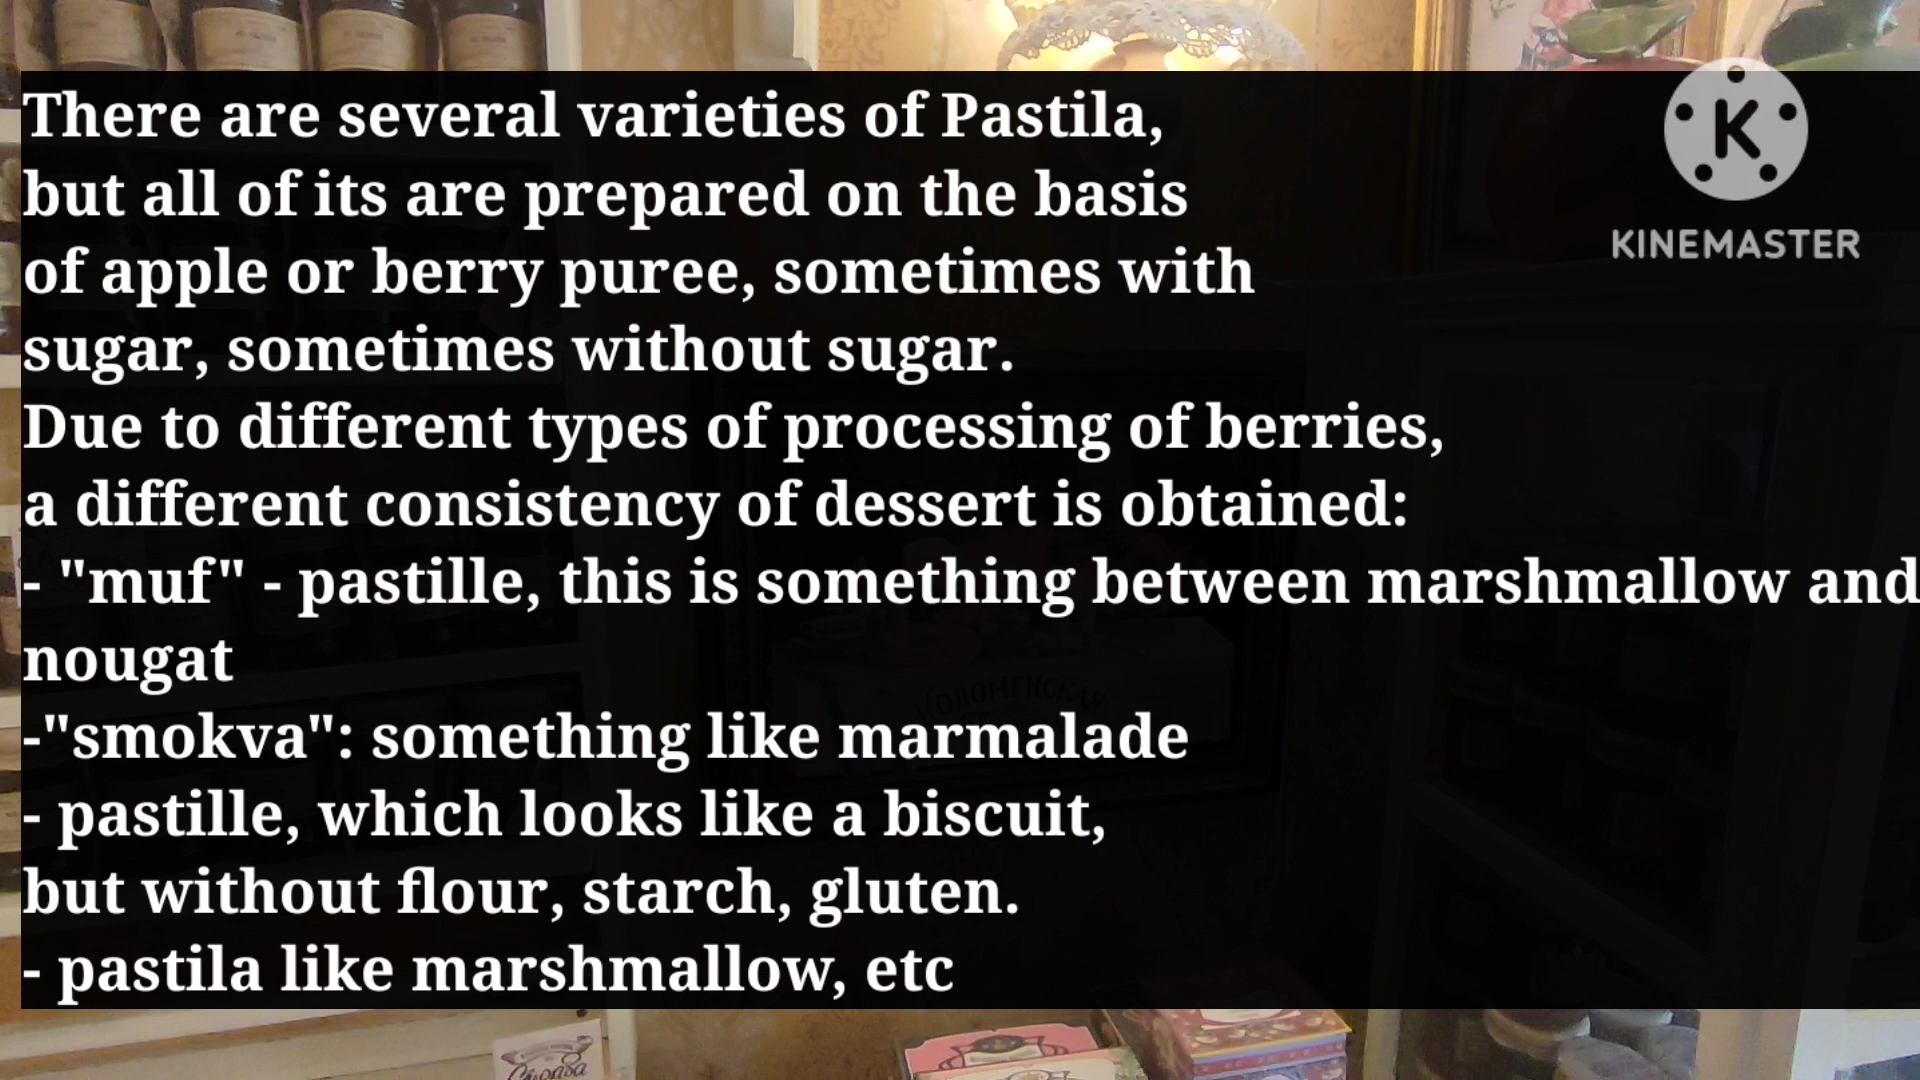 There are several varieties of Pastila,
but all of its are prepared on the basis
of apple or berry puree, sometimes with
sugar, sometimes without sugar.
Due to different types of processing of berries,
a different consistency of dessert is obtained:
- "muf" - pastille, this is something between marshmallow and
nougat
-"smokva": something like marmalade
- pastille, which looks like a biscuit,
but without flour, starch, gluten.
- pastila like marshmallow, etc
K
KINEMASTER
КОЛОМЕНСКАЯ